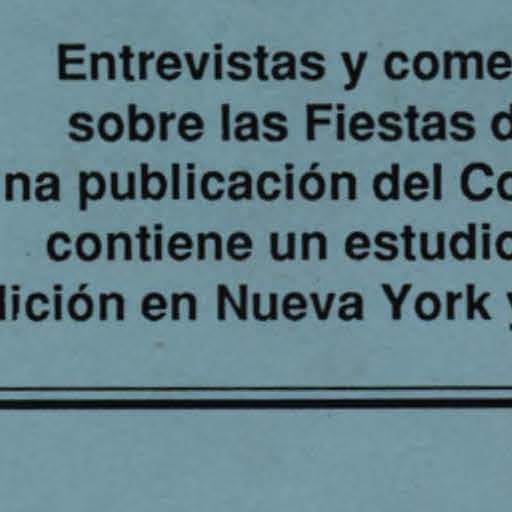 Entrevistas y come
sobre las Fiestas d
na publicación del Co
contiene un estudio
dición en Nueva York y